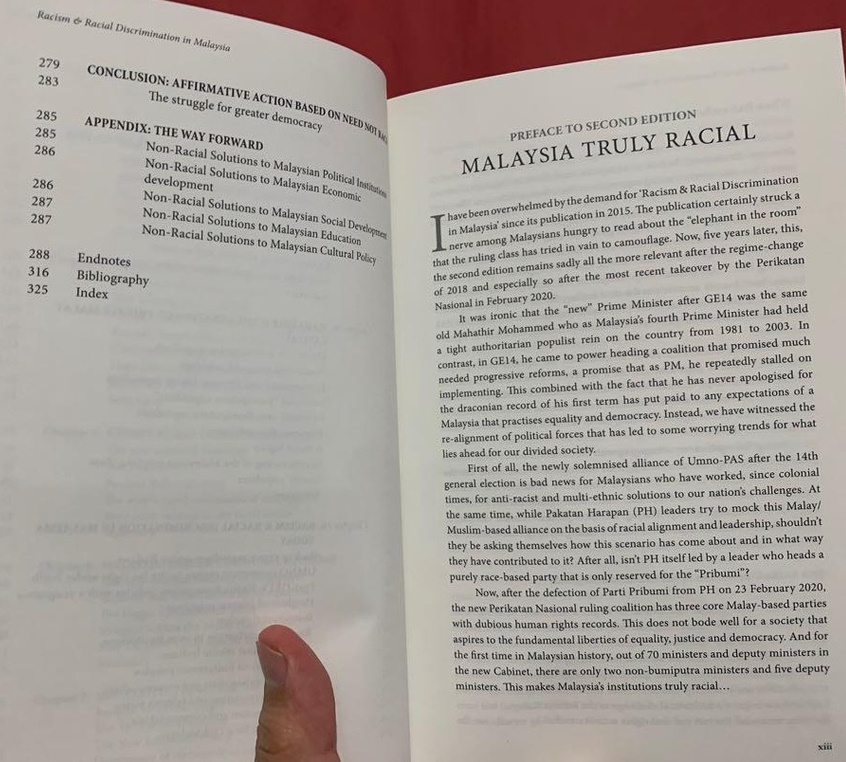 Racism & Racial Discrimination in Malaysia
279 CONCLUSION: AFFIRMATIVE ACTION BASED ON NEED NOT
283 The struggle for greater democracy
285 APPENDIX: THE WAY FORWARD
285 Non-Racial Solutions to Malaysian Political Institutions
286 Non-Racial Solutions to Malaysian Economic
development
286 Non-Racial Solutions to Malaysian Social Development
287 Non-Racial Solutions to Malaysian Education
287 Non-Racial Solutions to Malaysian Cultural Policy
288 Endnotes
316 Bibliography
325 Index
PREFACE TO SECOND EDITION
MALAYSIA TRULY RACIAL
I have been overwhelmed by the demand for 'Racism & Racial Discrimination
in Malaysia' since its publication in 2015. The publication certainly struck a
nerve among Malaysians hungry to read about the "elephant in the room"
that the ruling class has tried in vain to camouflage. Now, five years later, this,
the second edition remains sadly all the more relevant after the regime-change
of 2018 and especially so after the most recent takeover by the Perikatan
Nasional in February 2020.
It was ironic that the "new" Prime Minister after GE14 was the same
old Mahathir Mohammed who as Malaysia's fourth Prime Minister had held
a tight authoritarian populist rein on the country from 1981 to 2003. In
contrast, in GE14, he came to power heading a coalition that promised much
needed progressive reforms, a promise that as PM, he repeatedly stalled on
implementing. This combined with the fact that he has never apologised for
the draconian record of his first term has put paid to any expectations of a
Malaysia that practises equality and democracy. Instead, we have witnessed the
re-alignment of political forces that has led to some worrying trends for what
lies ahead for our divided society.
First of all, the newly solemnised alliance of Umno-PAS after the 14th
general election is bad news for Malaysians who have worked, since colonial
times, for anti-racist and multi-ethnic solutions to our nation's challenges. At
the same time, while Pakatan Harapan (PH) leaders try to mock this Malay/
Muslim-based alliance on the basis of racial alignment and leadership, shouldn't
they be asking themselves how this scenario has come about and in what way
they have contributed to it? After all, isn't PH itself led by a leader who heads a
purely race-based party that is only reserved for the "Pribumi"?
Now, after the defection of Parti Pribumi from PH on 23 February 2020,
the new Perikatan Nasional ruling coalition has three core Malay-based parties
with dubious human rights records. This does not bode well for a society that
aspires to the fundamental liberties of equality, justice and democracy. And for
the first time in Malaysian history, out of 70 ministers and deputy ministers in
the new Cabinet, there are only two non-bumiputra ministers and five deputy
ministers. This makes Malaysia's institutions truly racial…
xiii